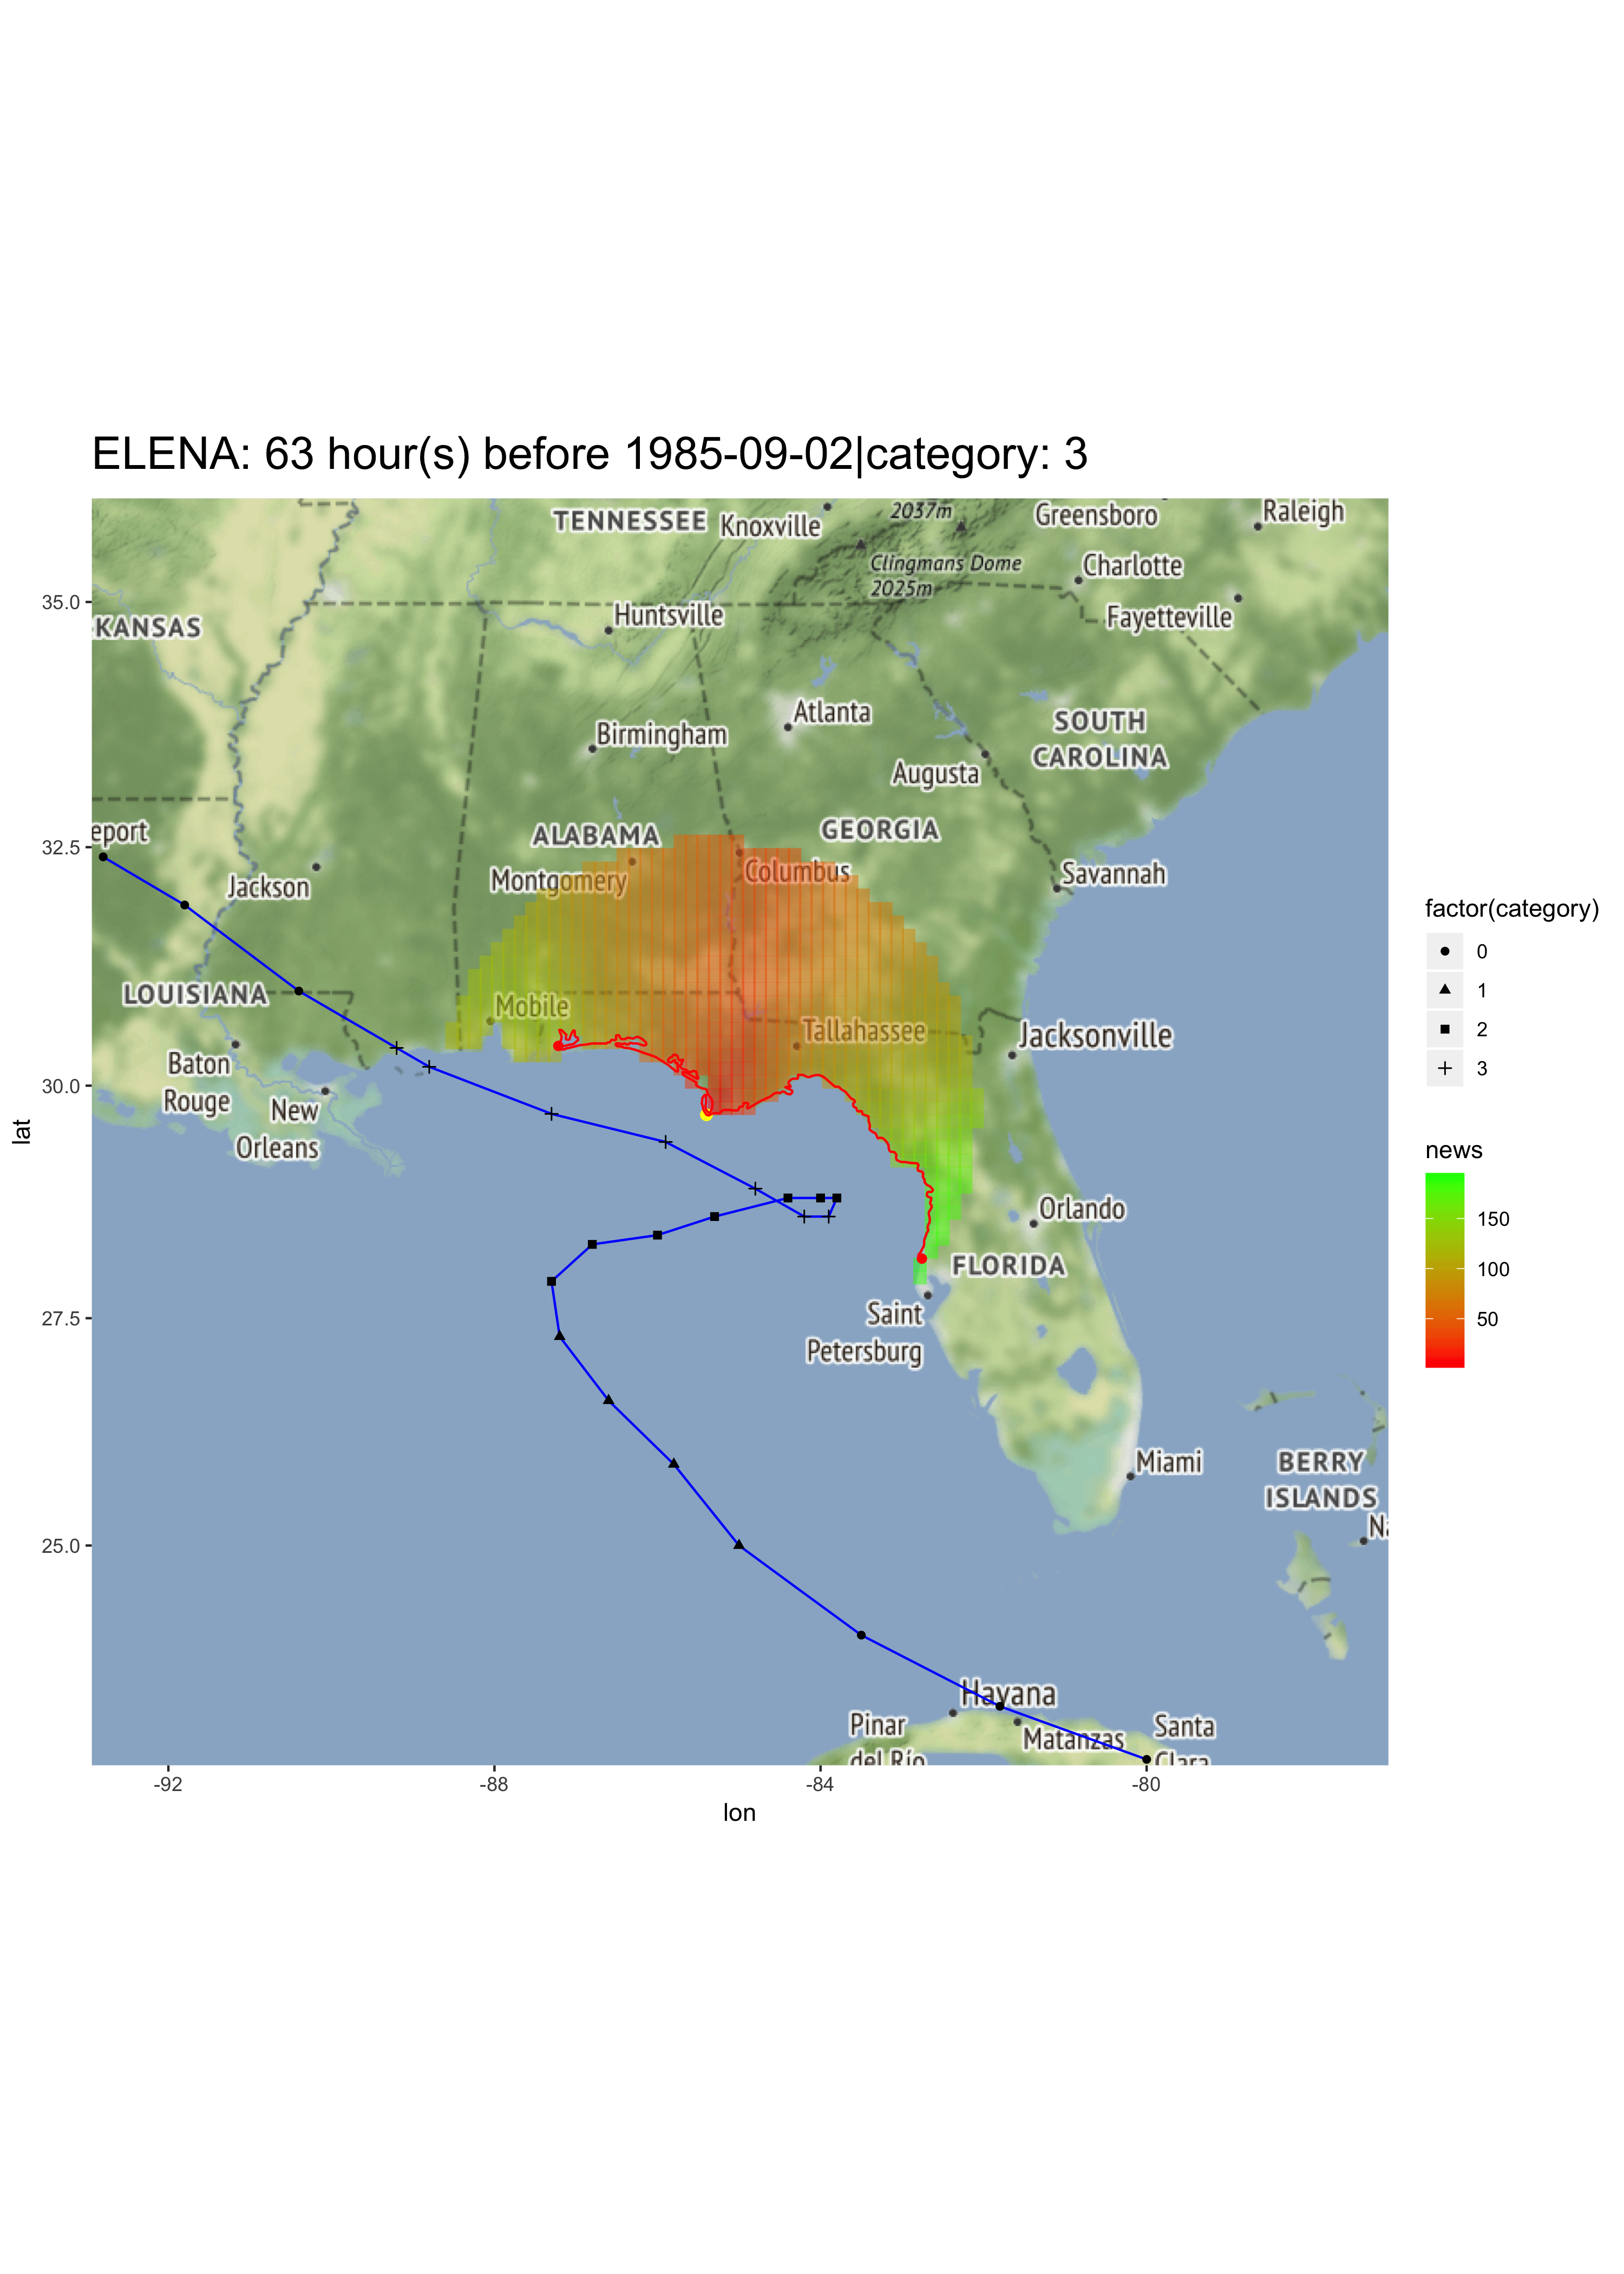 ELENA: 63 hour(s) before 1985-09-02|category: 3
TENNESSEE
Knoxville
2037m
Greensboro
Raleigh
Clingmans Dome
2025m
Charlotte
35.0
KANSAS
Huntsville
Fayetteville
Atlanta
Birmingham
SOUTH
CAROLINA
Augusta
32.5
eport
ALABAMA
GEORGIA
Jackson
Montgomery
Columbus
Savannah
LOUISIANA
Mobile
Tallahassee
Jacksonville
30.0
Baton
Rouge
New
Orleans
Orlando
FLORIDA
27.5
Saint
Petersburg
Miami
BERRY
ISLANDS
Na
25.0
Havana
Pinar
del Río
Matanzas
Santa
Clara
-92
-88
-84
-80
lon
lat
factor(category)
0
1
2
3
news
150
100
50